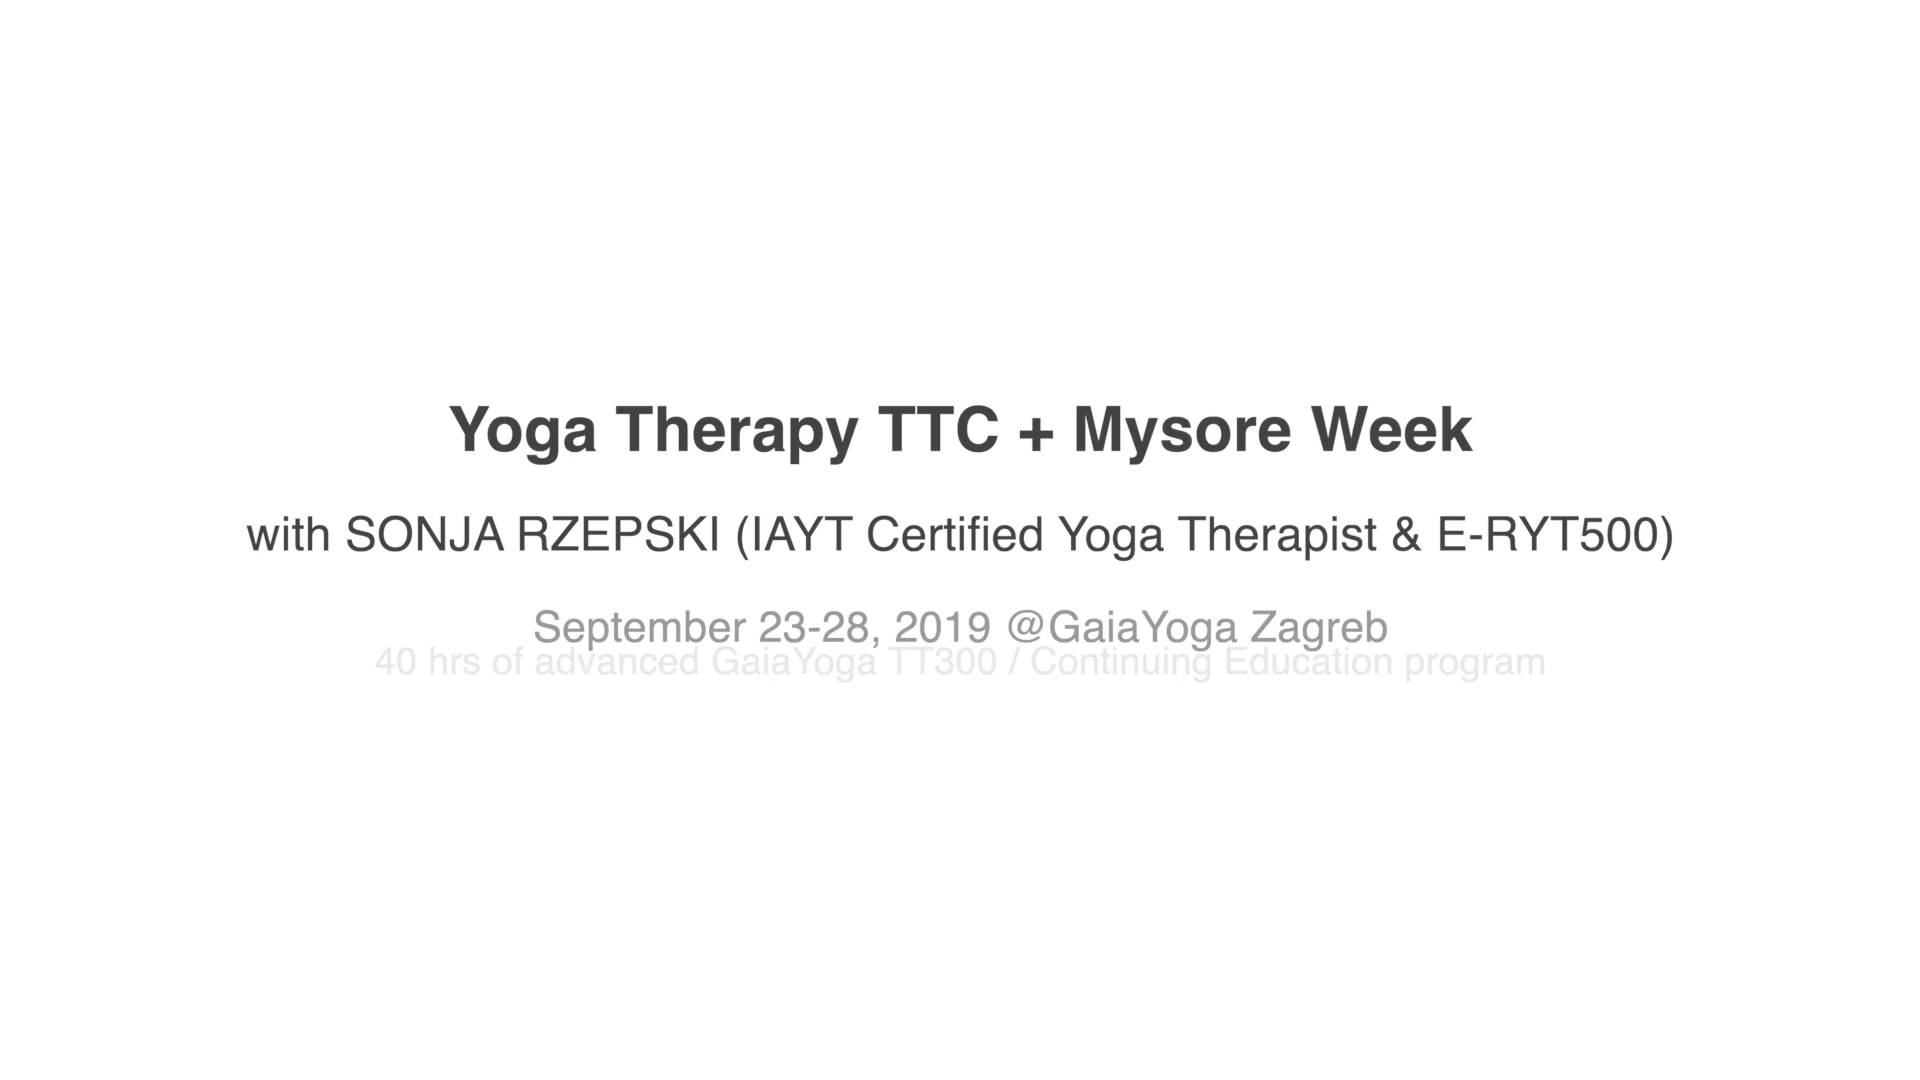 Yoga Therapy TTC + Mysore Week
with SONJA RZEPSKI (IAYT Certified Yoga Therapist & E-RYT500)
September 23-28, 2019 @GaiaYoga Zagreb
40 hrs of advanced GaiaYoga TT300 / Continuing Education program